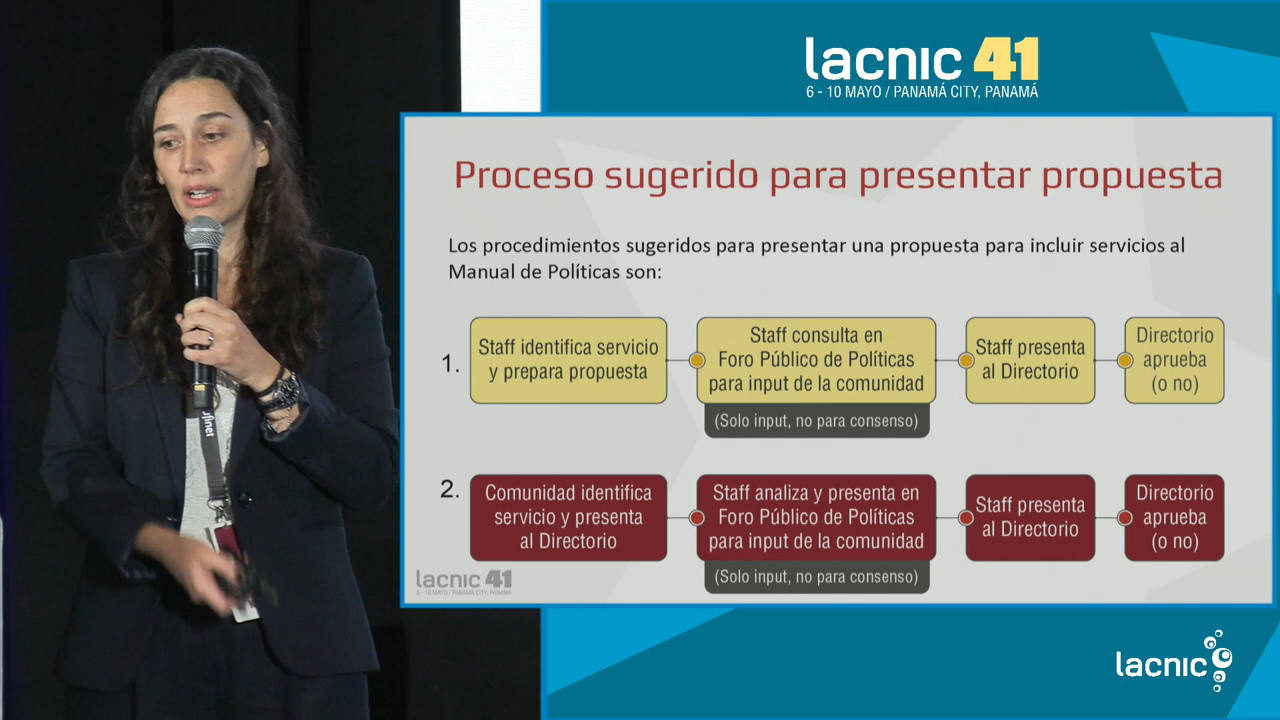 lacnic 41
6 - 10 MAYO / PANAMÁ CITY, PANAMÁ
Proceso sugerido para presentar propuesta
Los procedimientos sugeridos para presentar una propuesta para incluir servicios al
Manual de Políticas son:
1.
Staff identifica servicio
y prepara propuesta
Staff consulta en
Foro Público de Políticas
para input de la comunidad
(Solo input, no para consenso)
Staff presenta
al Directorio
Directorio
aprueba
(o no)
2.
Comunidad identifica
servicio y presenta
al Directorio
Staff analiza y presenta en
Foro Público de Políticas
para input de la comunidad
(Solo input, no para consenso)
Staff presenta
al Directorio
Directorio
aprueba
(o no)
lacnic 41
6 - 10 MAYO / PANAMÁ CITY, PANAMÁ
lacnic